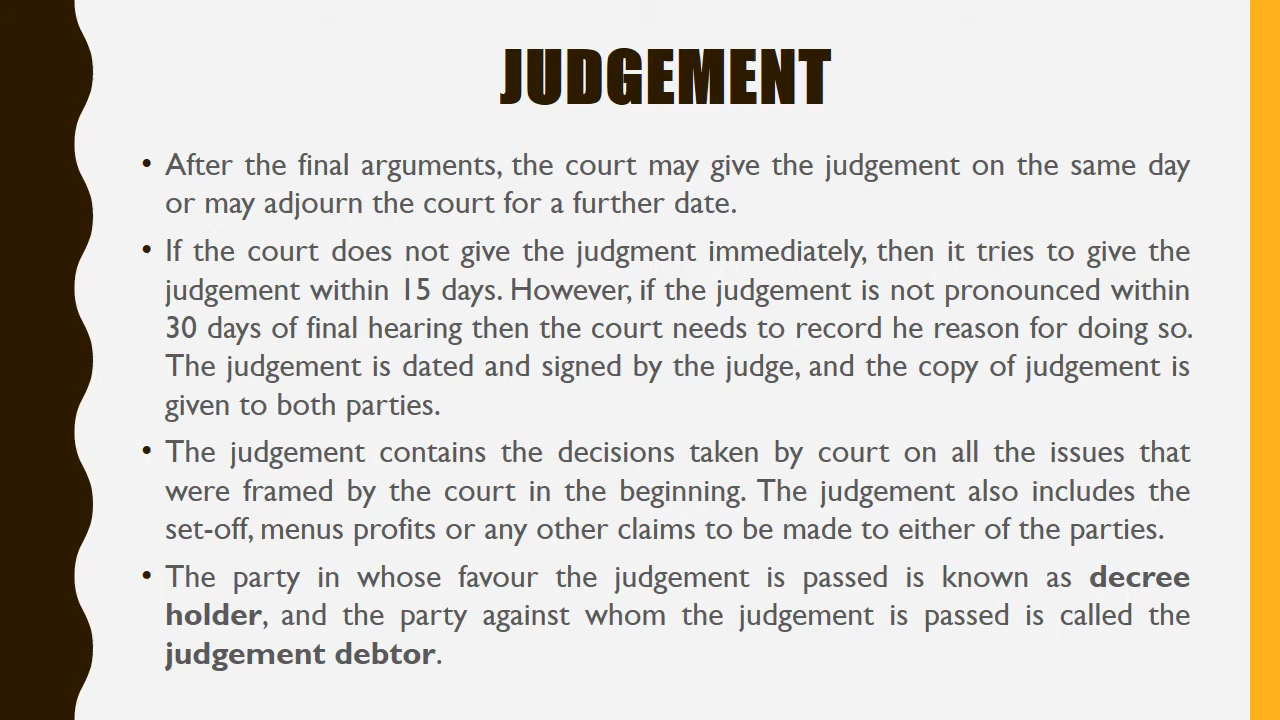 JUDGEMENT
• After the final arguments, the court may give the judgement on the same day
or may adjourn the court for a further date.
• If the court does not give the judgment immediately, then it tries to give the
judgement within 15 days. However, if the judgement is not pronounced within
30 days of final hearing then the court needs to record he reason for doing so.
The judgement is dated and signed by the judge, and the copy of judgement is
given to both parties.
• The judgement contains the decisions taken by court on all the issues that
were framed by the court in the beginning. The judgement also includes the
set-off, menus profits or any other claims to be made to either of the parties.
• The party in whose favour the judgement is passed is known as decree
holder, and the party against whom the judgement is passed is called the
judgement debtor.